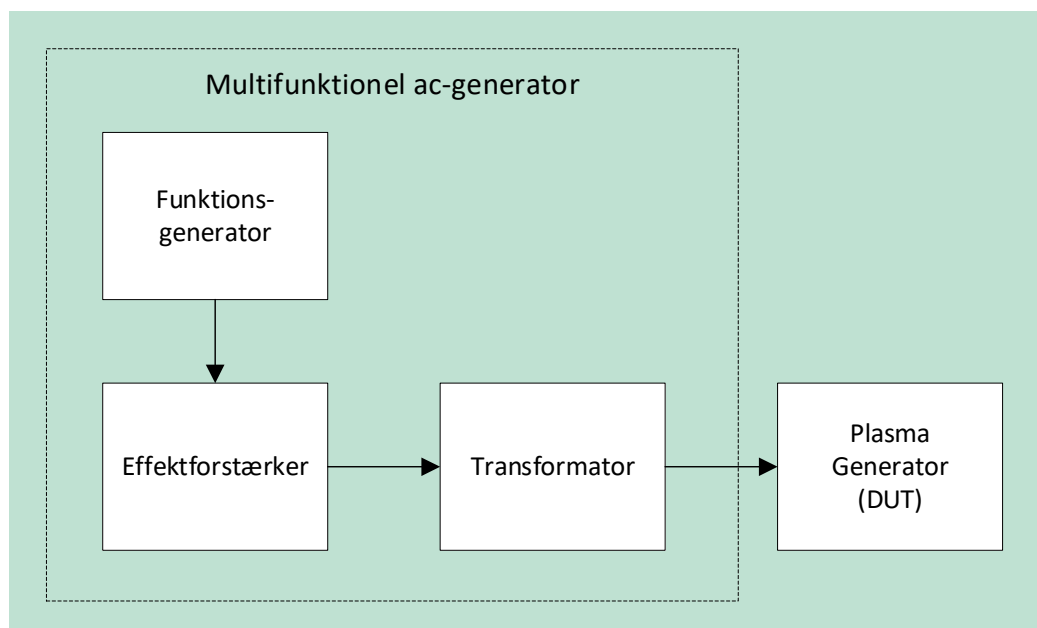 Multifunktionel ac-generator
Funktions-
generator
Effektforstærker
Transformator
Plasma
Generator
(DUT)